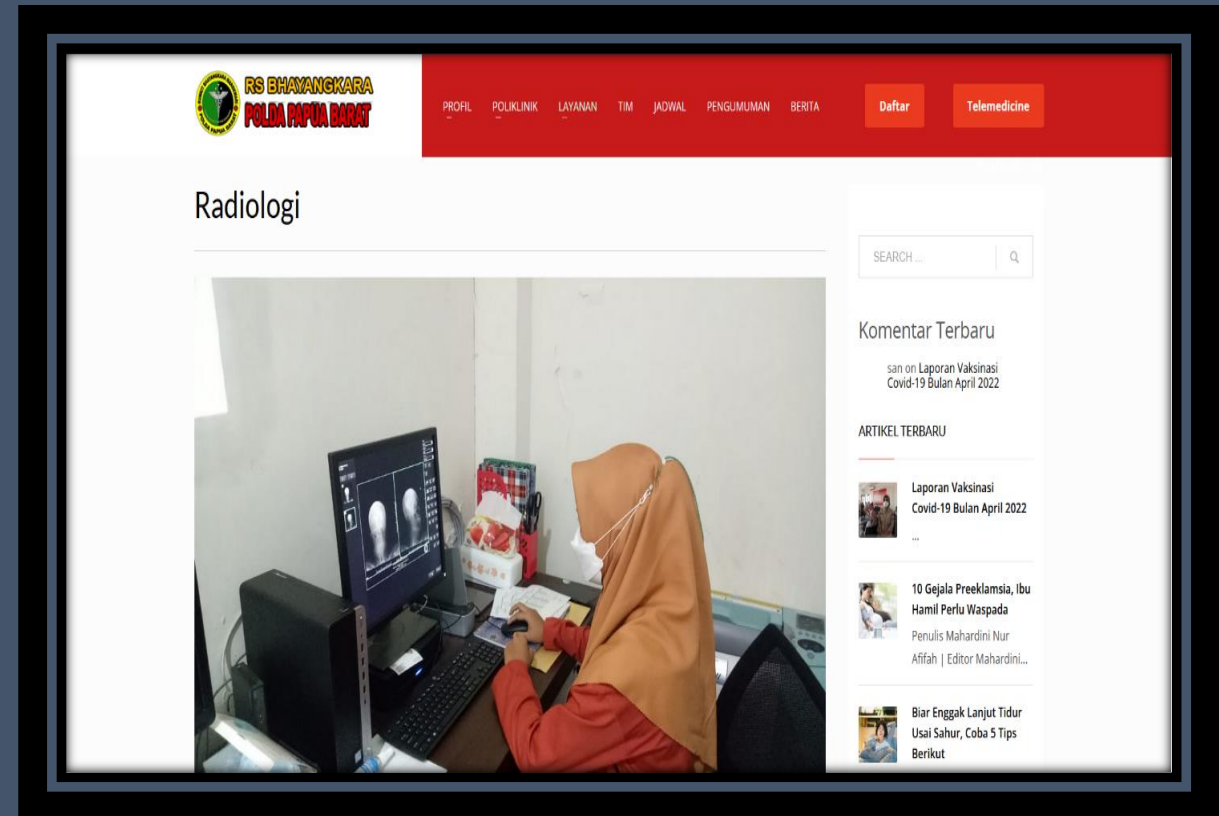 RS BHAYANGKARA
POLDA PAPUA BARAT
PROFIL POLIKLINIK LAYANAN TIM JADWAL PENGUMUMAN BERITA Daftar Telemedicine
Radiologi
SEARCH ...
Komentar Terbaru
san on Laporan Vaksinasi
Covid-19 Bulan April 2022
ARTIKEL TERBARU
Laporan Vaksinasi
Covid-19 Bulan April 2022
...
10 Gejala Preeklamsia, Ibu
Hamil Perlu Waspada
Penulis Mahardini Nur
Afifah | Editor Mahardini...
Biar Enggak Lanjut Tidur
Usai Sahur, Coba 5 Tips
Berikut